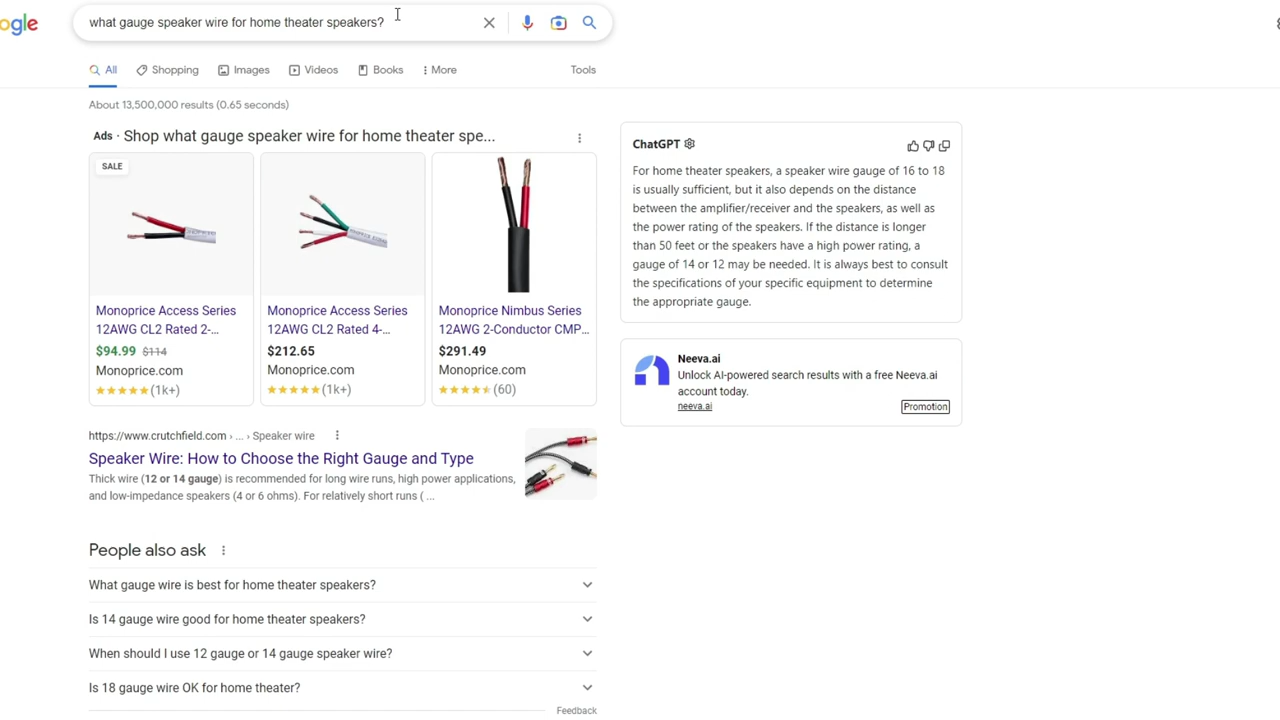 ogle
what gauge speaker wire for home theater speakers?
All
Shopping
Images
Videos
Books
More
Tools
About 13,500,000 results (0.65 seconds)
Ads · Shop what gauge speaker wire for home theater spe...
SALE
Monoprice Access Series
12AWG CL2 Rated 2-...
$94.99 $114
Monoprice.com
(1k+)
Monoprice Access Series
12AWG CL2 Rated 4-...
$212.65
Monoprice.com
(1k+)
Monoprice Nimbus Series
12AWG 2-Conductor CMP...
$291.49
Monoprice.com
(60)
https://www.crutchfield.com › ... › Speaker wire
Speaker Wire: How to Choose the Right Gauge and Type
Thick wire (12 or 14 gauge) is recommended for long wire runs, high power applications,
and low-impedance speakers (4 or 6 ohms). For relatively short runs ( ...
People also ask
What gauge wire is best for home theater speakers?
Is 14 gauge wire good for home theater speakers?
When should I use 12 gauge or 14 gauge speaker wire?
Is 18 gauge wire OK for home theater?
Feedback
ChatGPT
For home theater speakers, a speaker wire gauge of 16 to 18
is usually sufficient, but it also depends on the distance
between the amplifier/receiver and the speakers, as well as
the power rating of the speakers. If the distance is longer
than 50 feet or the speakers have a high power rating, a
gauge of 14 or 12 may be needed. It is always best to consult
the specifications of your specific equipment to determine
the appropriate gauge.
Neeva.ai
Unlock AI-powered search results with a free Neeva.ai
account today.
neeva.ai
Promotion